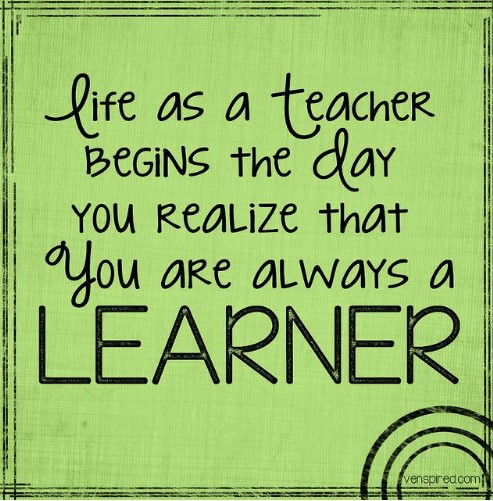 Life as a teacher
begins the day
you realize that
You are always a
LEARNER
venspired.com